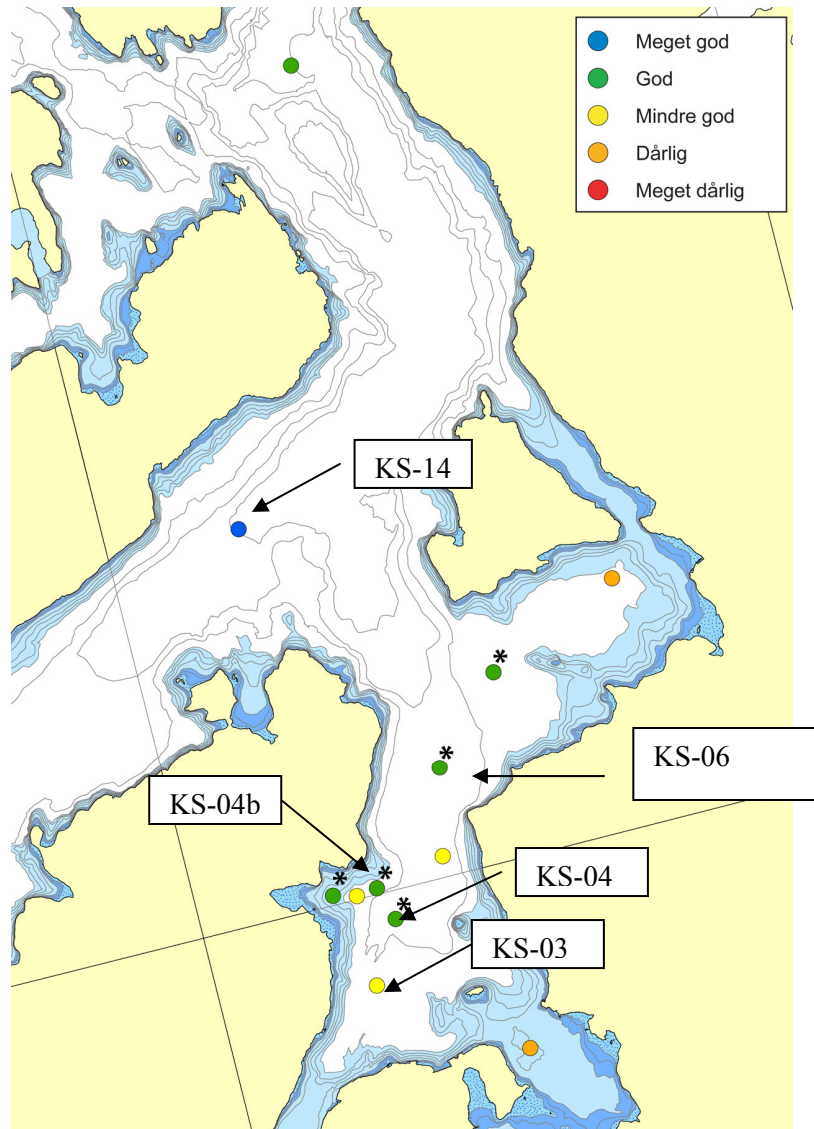 Meget god
God
Mindre god
Dårlig
Meget dårlig
KS-14
*
*
KS-06
KS-04b
*
*
*
KS-04
KS-03